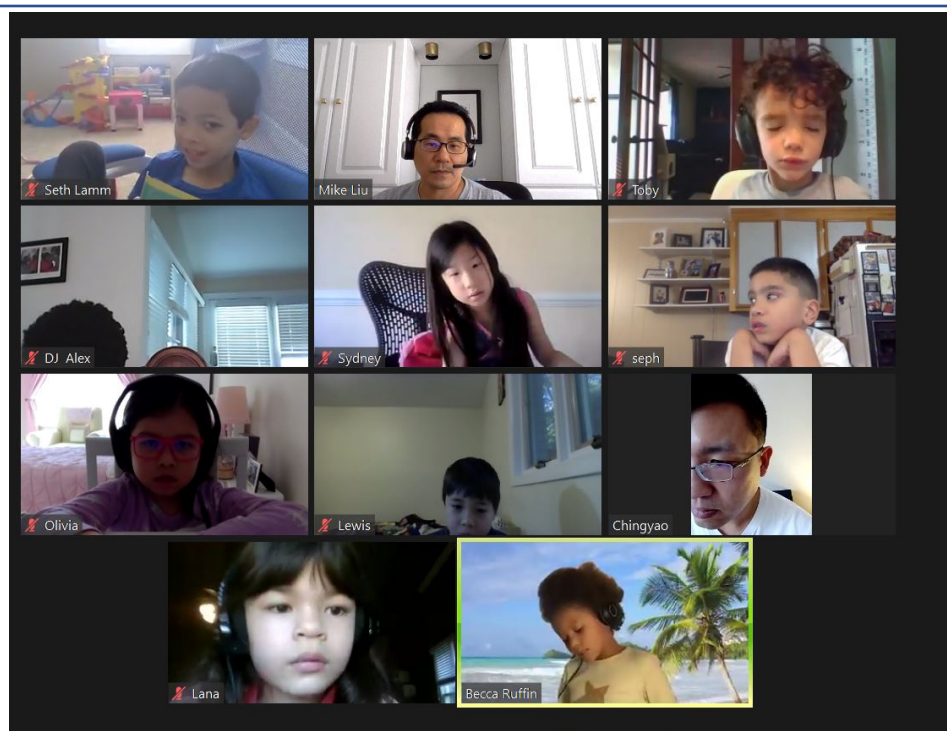 Seth Lamm
Mike Liu
Toby
DJ Alex
Sydney
seph
Olivia
Lewis
Chingyao
Lana
Becca Ruffin